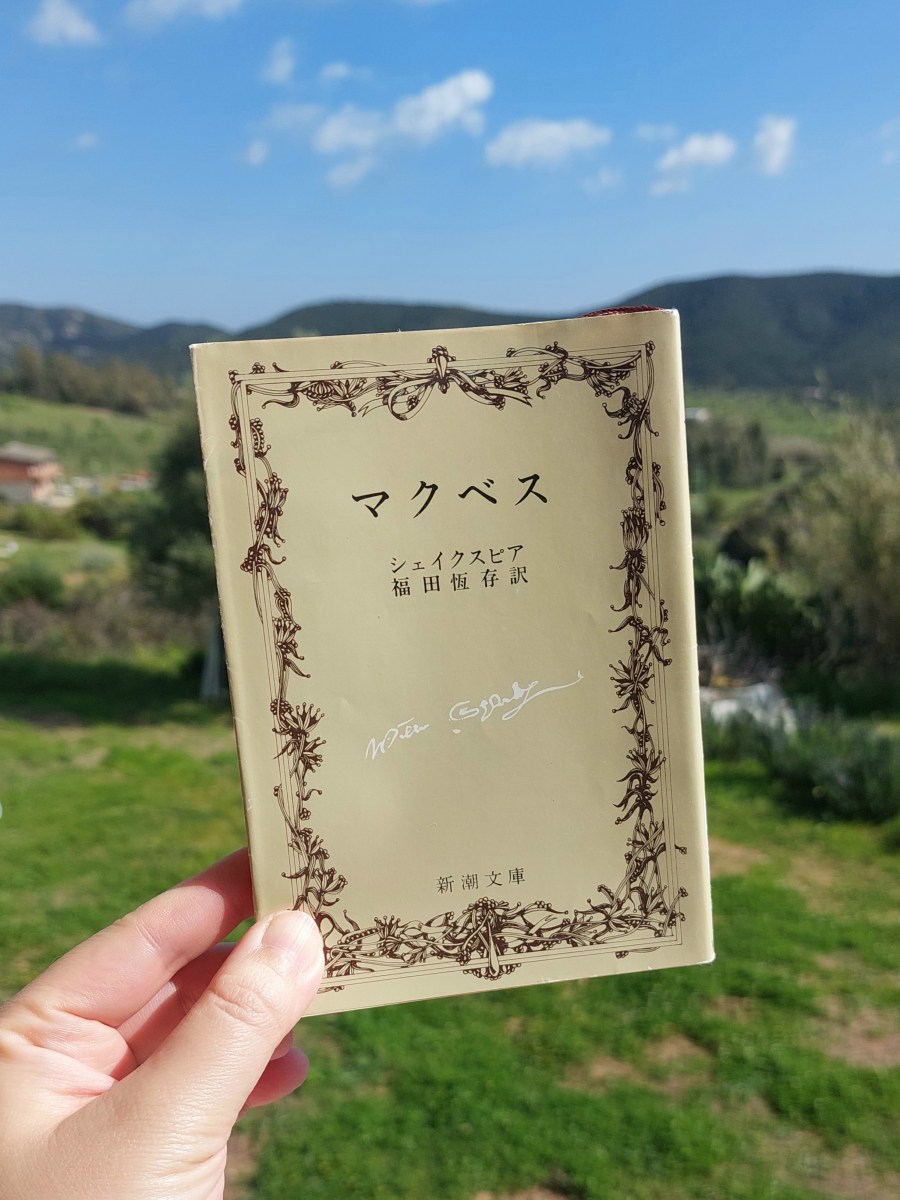 マクベス
シェイクスピア
福田恆存訳
新潮文庫